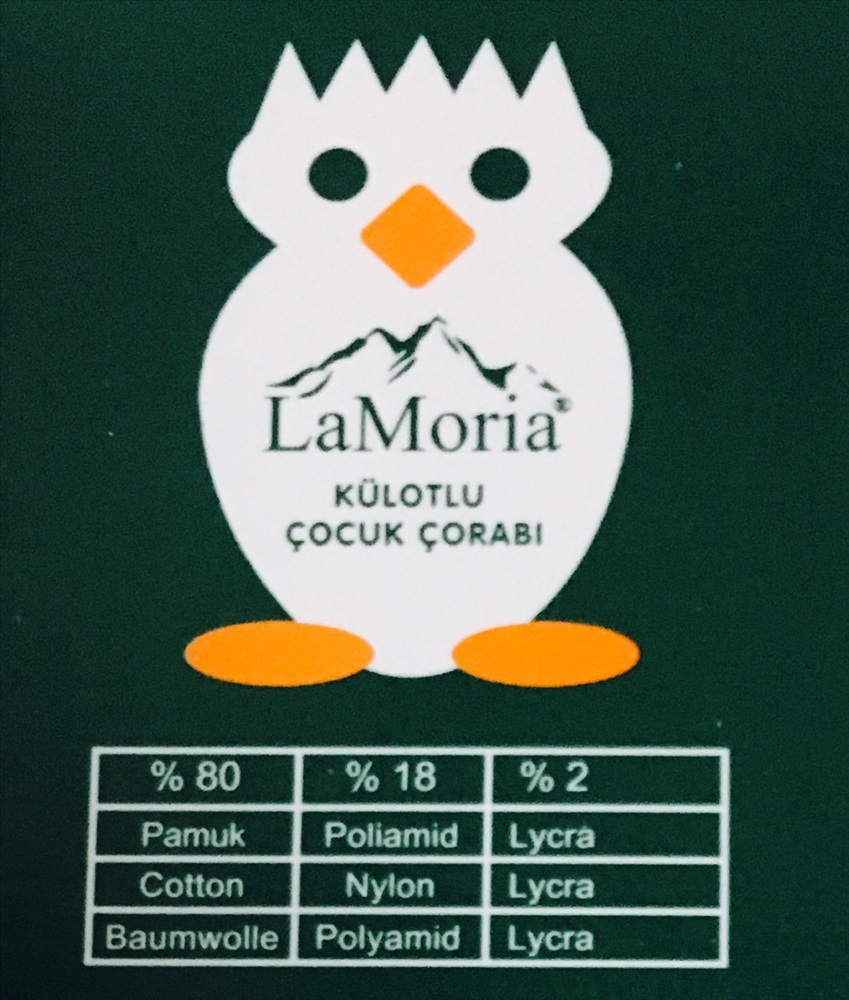 LaMoria®
KÜLOTLU
ÇOCUK ÇORABI
% 80 % 18 % 2
Pamuk Poliamid Lycra
Cotton Nylon Lycra
Baumwolle Polyamid Lycra